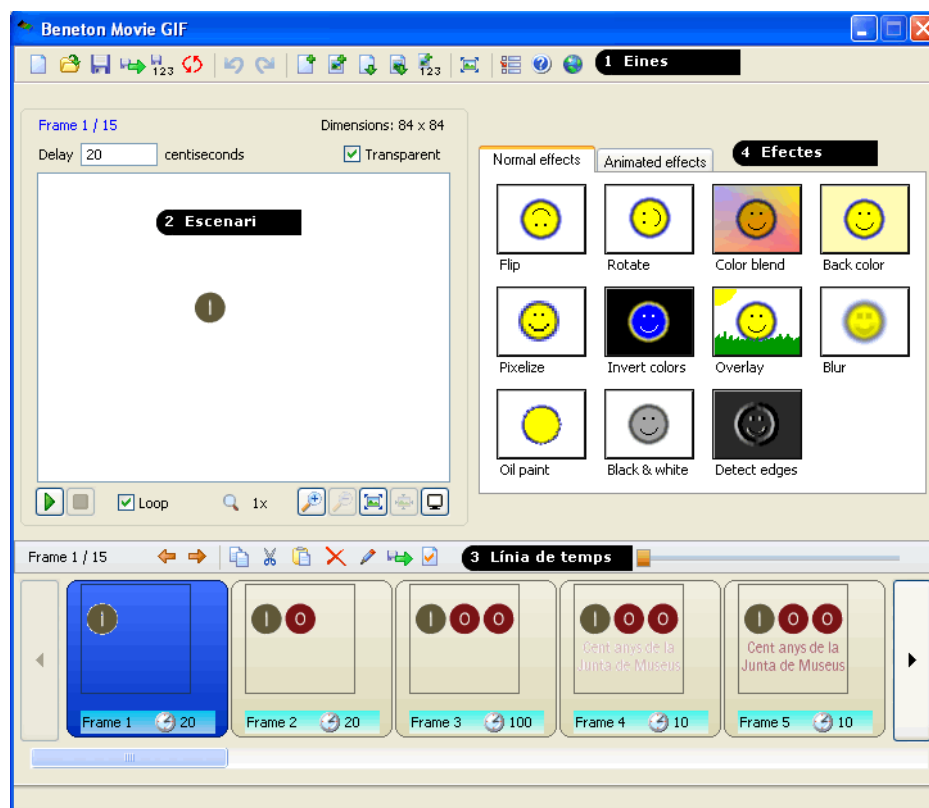 Beneton Movie GIF
123
123
1 Eines
Frame 1 / 15
Dimensions: 84 x 84
Delay 20 centiseconds
Transparent
2 Escenari
I
Loop
1x
Normal effects
Animated effects
4 Efectes
Flip
Rotate
Color blend
Back color
Pixelize
Invert colors
Overlay
Blur
Oil paint
Black & white
Detect edges
Frame 1 / 15
3 Línia de temps
I
Frame 1 20
I O
Frame 2 20
I O O
Frame 3 100
I O O
Cent anys de la
Junta de Museus
Frame 4 10
I O O
Cent anys de la
Junta de Museus
Frame 5 10